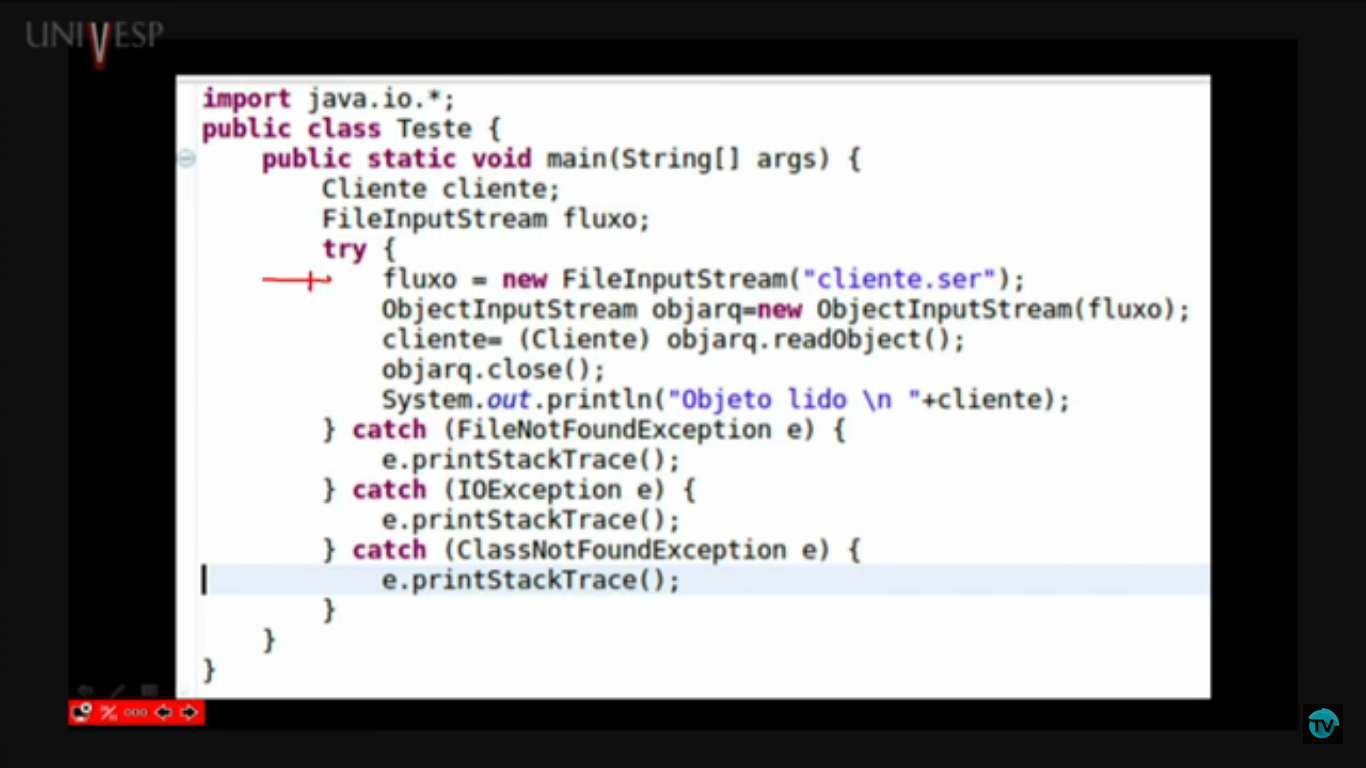 UNIVESP
import java.io.*;
public class Teste {
    public static void main(String[] args) {
        Cliente cliente;
        FileInputStream fluxo;
        try {
            fluxo = new FileInputStream("cliente.ser");
            ObjectInputStream objarq=new ObjectInputStream(fluxo);
            cliente= (Cliente) objarq.readObject();
            objarq.close();
            System.out.println("Objeto lido \n "+cliente);
        } catch (FileNotFoundException e) {
            e.printStackTrace();
        } catch (IOException e) {
            e.printStackTrace();
        } catch (ClassNotFoundException e) {
            e.printStackTrace();
        }
    }
}
TV